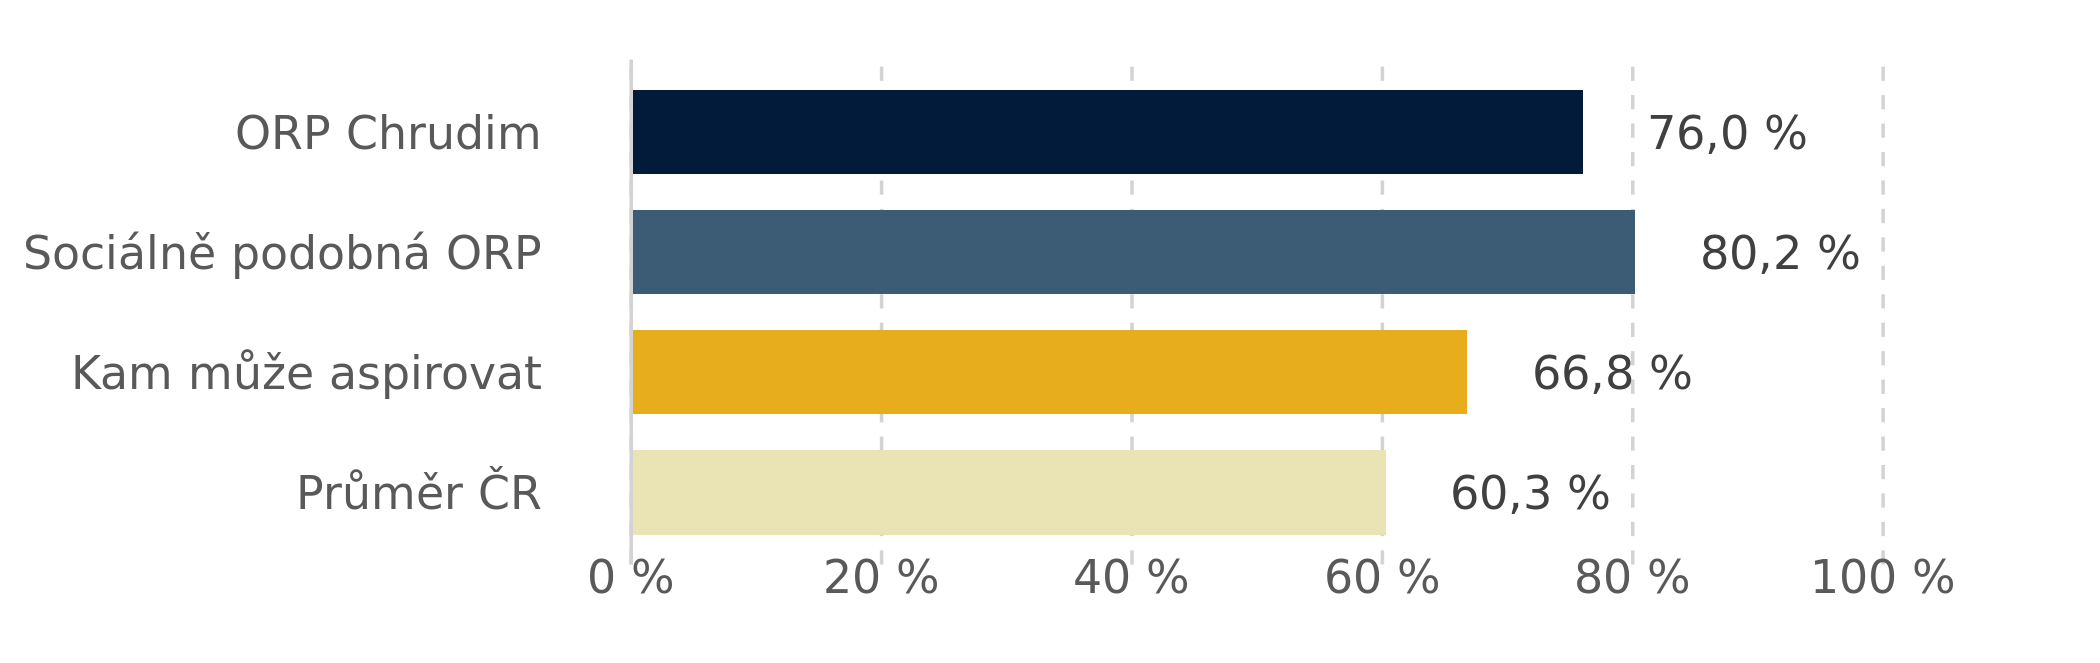 ORP Chrudim 76,0 %
Sociálně podobná ORP 80,2 %
Kam může aspirovat 66,8 %
Průměr ČR 60,3 %
0 % 20 % 40 % 60 % 80 % 100 %